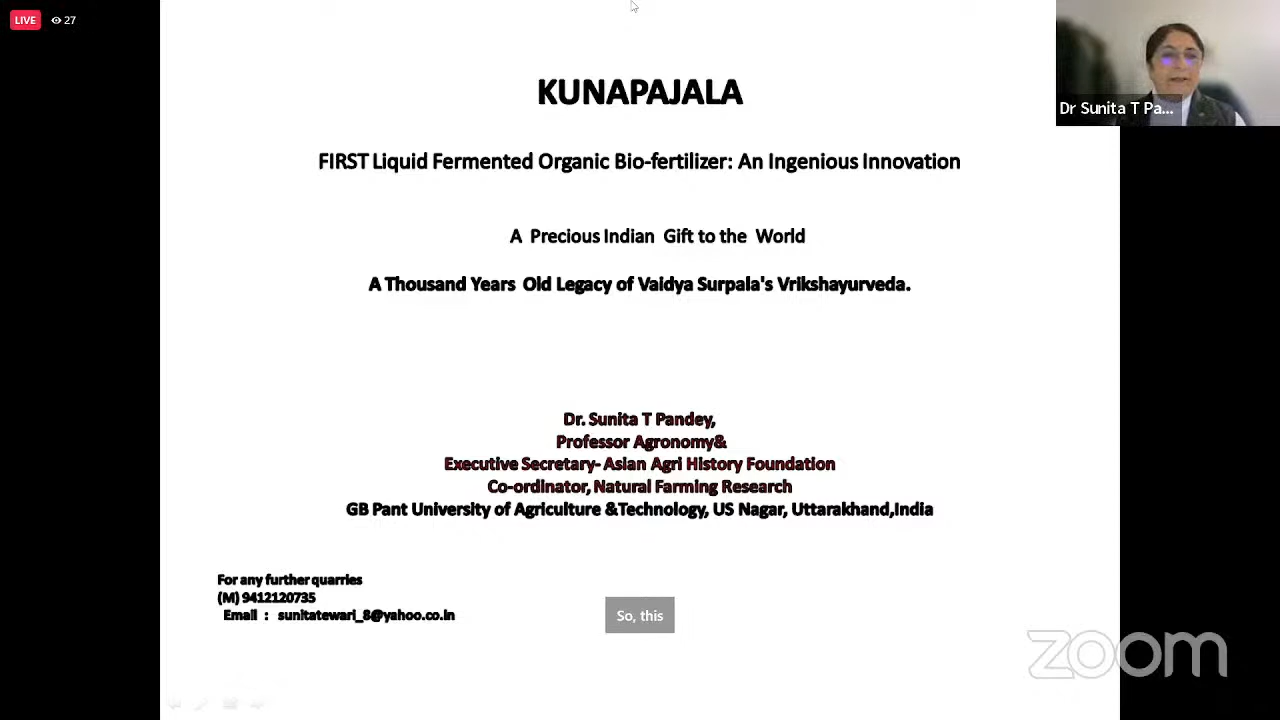 LIVE 27
KUNAPAJALA
Dr Sunita T Pa...
FIRST Liquid Fermented Organic Bio-fertilizer: An Ingenious Innovation
A Precious Indian Gift to the World
A Thousand Years Old Legacy of Vaidya Surpala's Vrikshayurveda.
Dr. Sunita T Pandey,
Professor Agronomy&
Executive Secretary- Asian Agri History Foundation
Co-ordinator, Natural Farming Research
GB Pant University of Agriculture &Technology, US Nagar, Uttarakhand,India
For any further quarries
(M) 9412120735
Email : sunitatewari_8@yahoo.co.in
So, this
zoom